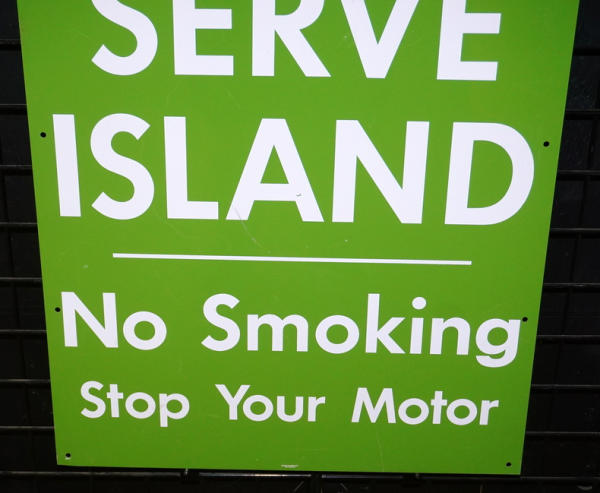 SERVE
ISLAND
No Smoking
Stop Your Motor